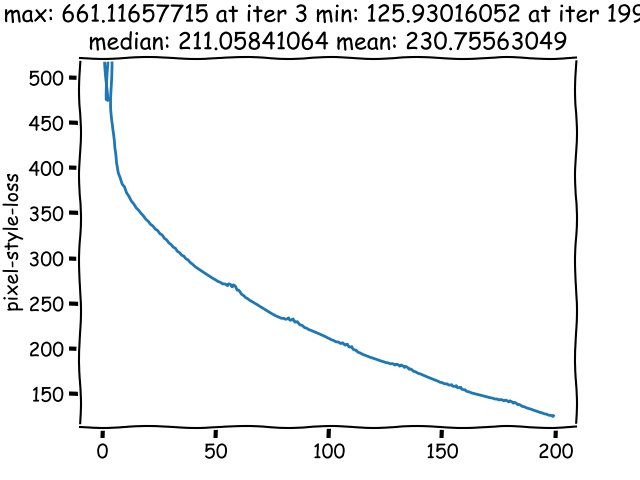 max: 661.11657715 at iter 3 min: 125.93016052 at iter 199
median: 211.05841064 mean: 230.75563049
500
450
400
350
300
250
200
150
pixel-style-loss
0 50 100 150 200